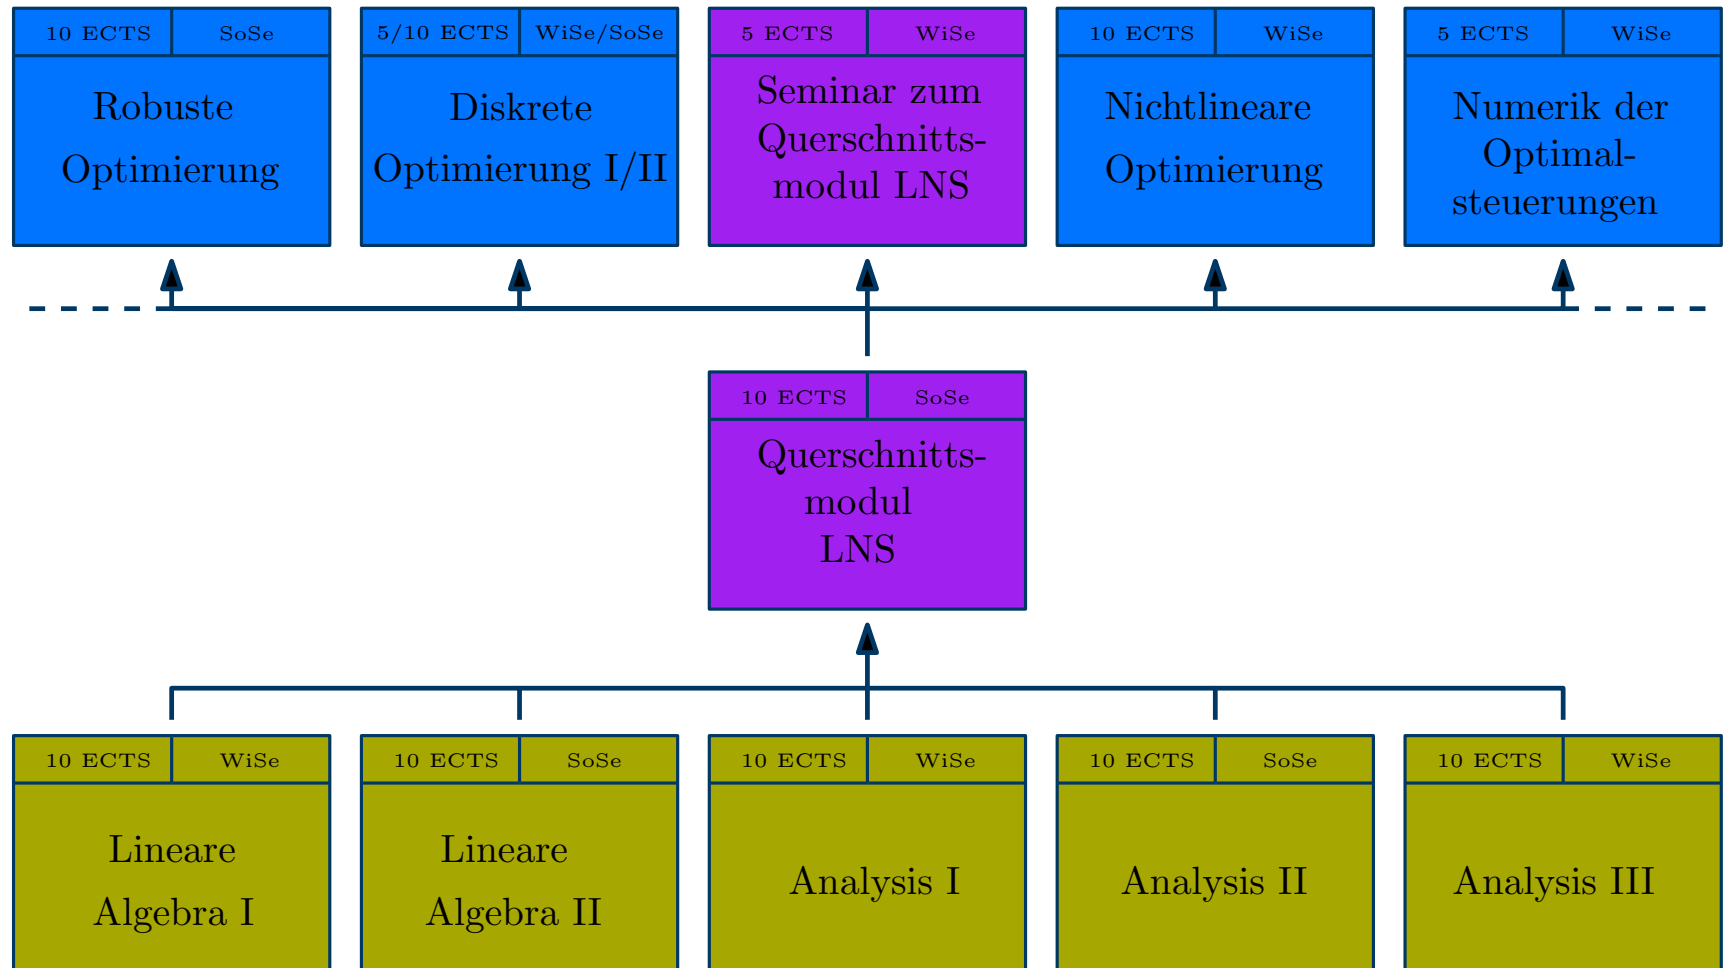 10 ECTS SoSe
Robuste
Optimierung
5/10 ECTS WiSe/SoSe
Diskrete
Optimierung I/II
5 ECTS WiSe
Seminar zum
Querschnitts-
modul LNS
10 ECTS WiSe
Nichtlineare
Optimierung
5 ECTS WiSe
Numerik der
Optimal-
steuerungen
10 ECTS SoSe
Querschnitts-
modul
LNS
10 ECTS WiSe
Lineare
Algebra I
10 ECTS SoSe
Lineare
Algebra II
10 ECTS WiSe
Analysis I
10 ECTS SoSe
Analysis II
10 ECTS WiSe
Analysis III